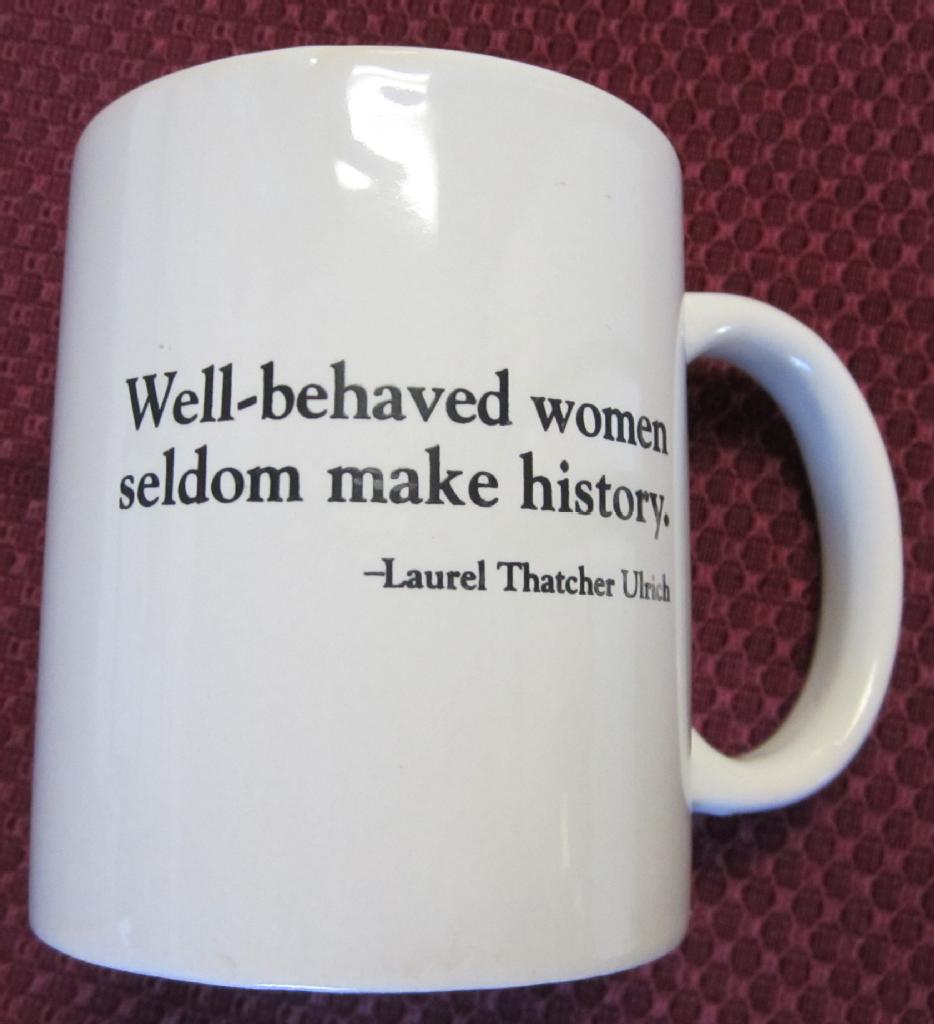 Well-behaved women
seldom make history.
–Laurel Thatcher Ulrich